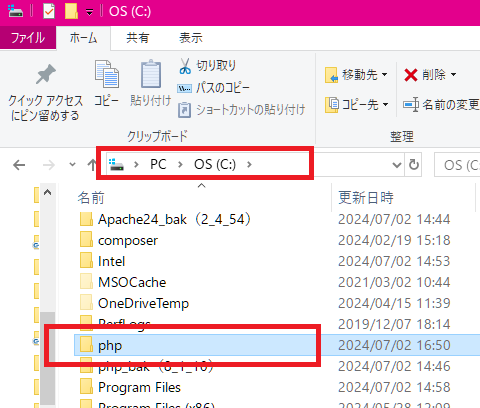 OS (C:)
ファイル ホーム 共有 表示
クイック アクセス
にピン留めする
コピー
貼り付け
切り取り
パスのコピー
ショートカットの貼り付け
クリップボード
移動先
コピー先
削除
名前の変更
整理
PC OS (C:)
OS (C:)
名前 更新日時
Apache24_bak（2_4_54） 2024/07/02 14:44
composer 2024/02/19 15:18
Intel 2024/07/02 14:53
MSOCache 2021/03/02 10:44
OneDriveTemp 2024/04/15 11:39
PerfLogs 2019/12/07 18:14
php 2024/07/02 16:50
php_bak（8_1_10） 2024/07/02 14:46
Program Files 2024/07/02 14:58
Program Files (x86) 2024/05/28 12:09